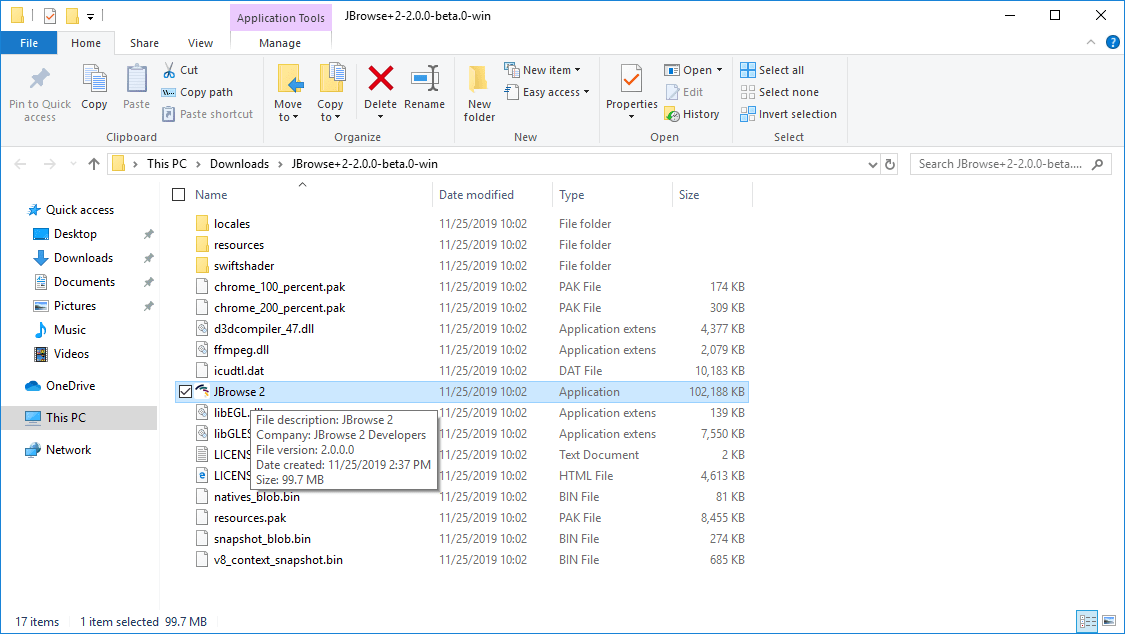 Application Tools JBrowse+2-2.0.0-beta.0-win
File Home Share View Manage
Pin to Quick access
Copy
Paste
Cut
Copy path
Paste shortcut
Clipboard
Move to
Copy to
Delete
Rename
Organize
New folder
New item
Easy access
New
Properties
Open
Edit
History
Open
Select all
Select none
Invert selection
Select
This PC Downloads JBrowse+2-2.0.0-beta.0-win Search JBrowse+2-2.0.0-beta....
Quick access
Desktop
Downloads
Documents
Pictures
Music
Videos
OneDrive
This PC
Network
Name Date modified Type Size
locales 11/25/2019 10:02 File folder
resources 11/25/2019 10:02 File folder
swiftshader 11/25/2019 10:02 File folder
chrome_100_percent.pak 11/25/2019 10:02 PAK File 174 KB
chrome_200_percent.pak 11/25/2019 10:02 PAK File 309 KB
d3dcompiler_47.dll 11/25/2019 10:02 Application extens 4,377 KB
ffmpeg.dll 11/25/2019 10:02 Application extens 2,079 KB
icudtl.dat 11/25/2019 10:02 DAT File 10,183 KB
JBrowse 2 11/25/2019 10:02 Application 102,188 KB
libEGL.dll 11/25/2019 10:02 Application extens 139 KB
libGLES 11/25/2019 10:02 Application extens 7,550 KB
LICENS 11/25/2019 10:02 Text Document 2 KB
LICENS 11/25/2019 10:02 HTML File 4,613 KB
natives_blob.bin 11/25/2019 10:02 BIN File 81 KB
resources.pak 11/25/2019 10:02 PAK File 8,455 KB
snapshot_blob.bin 11/25/2019 10:02 BIN File 274 KB
v8_context_snapshot.bin 11/25/2019 10:02 BIN File 685 KB
File description: JBrowse 2
Company: JBrowse 2 Developers
File version: 2.0.0.0
Date created: 11/25/2019 2:37 PM
Size: 99.7 MB
17 items 1 item selected 99.7 MB